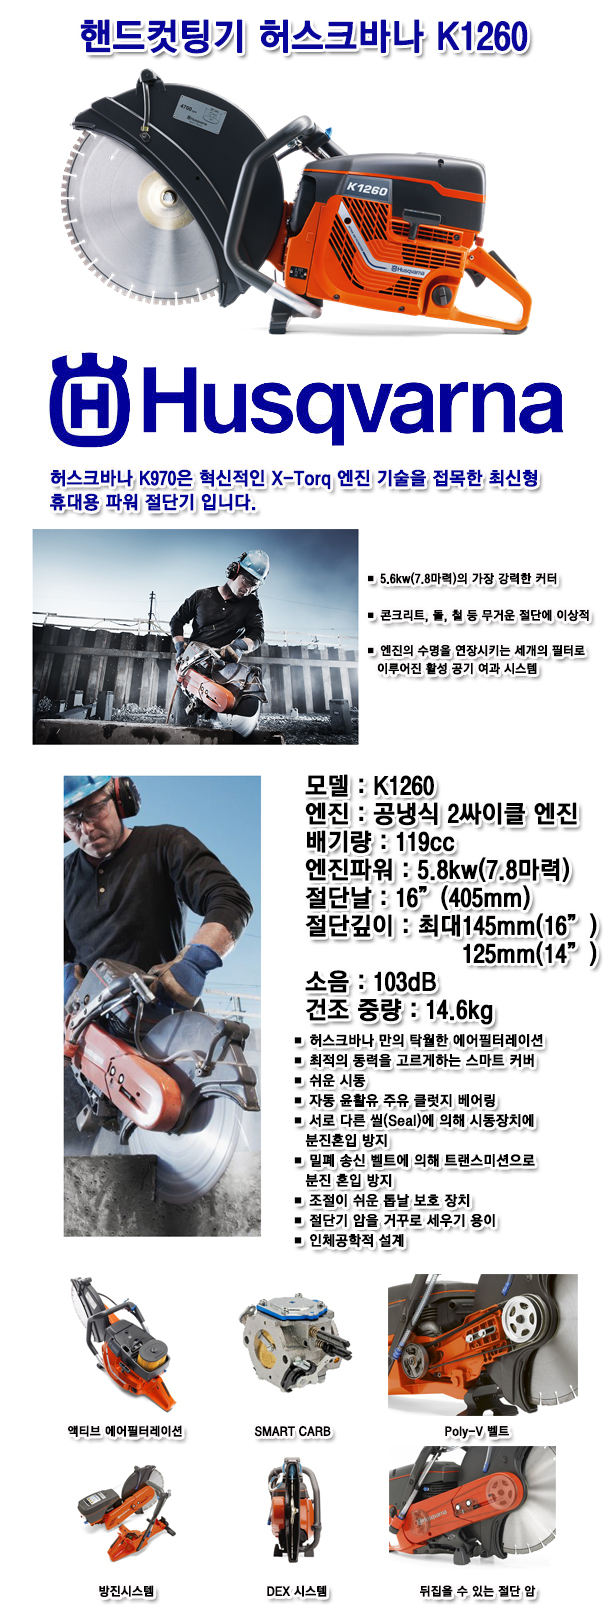 핸드컷팅기 허스크바나 K1260
4700
Husqvarna
K1260
Husqvarna
Husqvarna
허스크바나 K970은 혁신적인 X-Torq 엔진 기술을 접목한 최신형
휴대용 파워 절단기 입니다.
■ 5.6kw(7.8마력)의 가장 강력한 커터
■ 콘크리트, 돌, 철 등 무거운 절단에 이상적
■ 엔진의 수명을 연장시키는 세개의 필터로
이루어진 활성 공기 여과 시스템
모델 : K1260
엔진 : 공냉식 2싸이클 엔진
배기량 : 119cc
엔진파워 : 5.8kw(7.8마력)
절단날 : 16” (405mm)
절단깊이 : 최대145mm(16” )
125mm(14” )
소음 : 103dB
건조 중량 : 14.6kg
■ 허스크바나 만의 탁월한 에어필터레이션
■ 최적의 동력을 고르게하는 스마트 커버
■ 쉬운 시동
■ 자동 윤활유 주유 클럿지 베어링
■ 서로 다른 씰(Seal)에 의해 시동장치에
분진혼입 방지
■ 밀폐 송신 벨트에 의해 트랜스미션으로
분진 혼입 방지
■ 조절이 쉬운 톱날 보호 장치
■ 절단기 압을 거꾸로 세우기 용이
■ 인체공학적 설계
액티브 에어필터레이션
SMART CARB
Poly-V 벨트
방진시스템
DEX 시스템
뒤집을 수 있는 절단 암